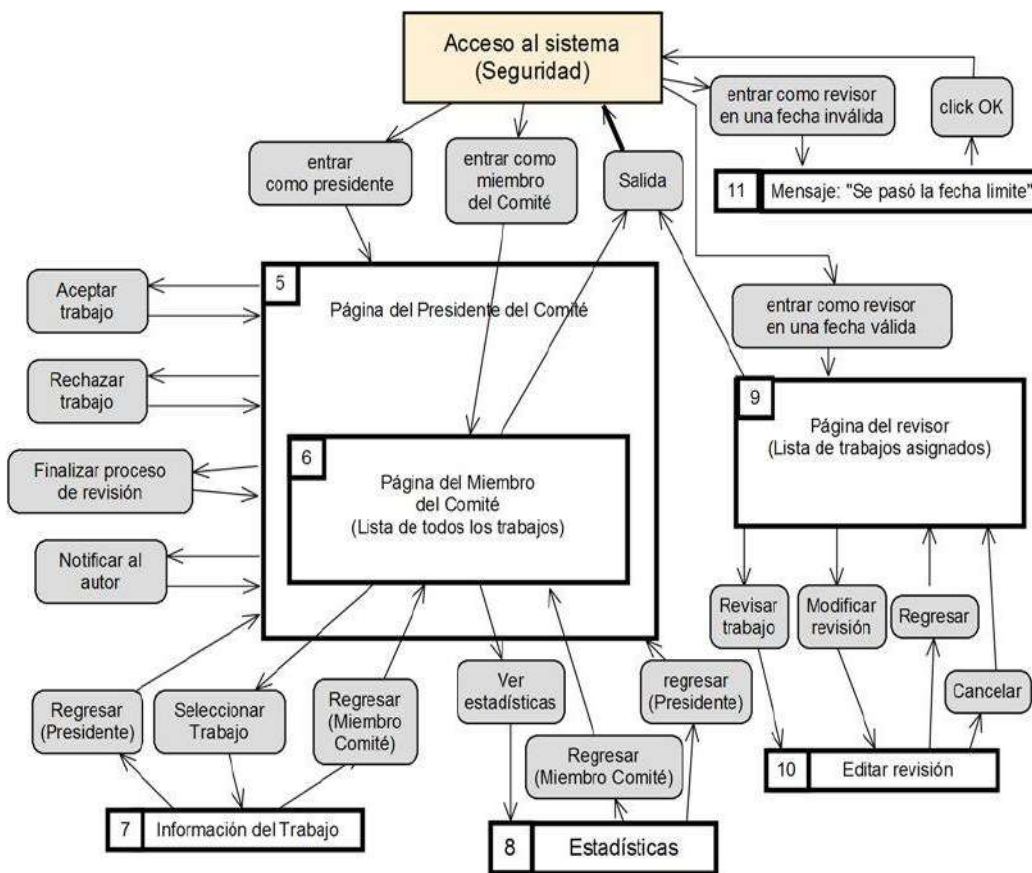 Acceso al sistema
(Seguridad)
entrar como revisor
en una fecha inválida
click OK
entrar
como presidente
entrar como
miembro
del Comité
Salida
11
Mensaje: "Se pasó la fecha limite"
5
Página del Presidente del Comité
Aceptar
trabajo
entrar como revisor
en una fecha válida
Rechazar
trabajo
9
Página del revisor
(Lista de trabajos asignados)
6
Página del Miembro
del Comité
(Lista de todos los trabajos)
Finalizar proceso
de revisión
Notificar al
autor
Revisar
trabajo
Modificar
revisión
Regresar
Regresar
(Presidente)
Seleccionar
Trabajo
Regresar
(Miembro
Comité)
Ver
estadísticas
regresar
(Presidente)
Cancelar
Regresar
(Miembro Comité)
10
Editar revisión
7
Información del Trabajo
8
Estadísticas